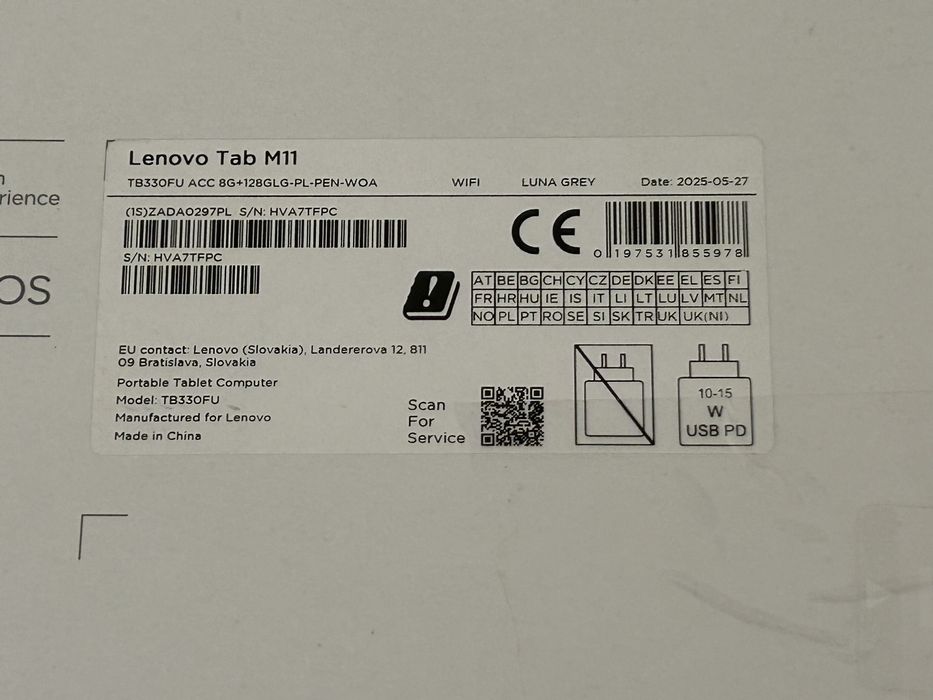 rience
OS
Lenovo Tab M11
TB330FU ACC 8G+128GLG-PL-PEN-WOA WIFI LUNA GREY Date: 2025-05-27
(1S)ZADA0297PL S/N: HVA7TFPC
S/N: HVA7TFPC
CE
0 197531 855978
AT BE BG CH CY CZ DE DK EE EL ES FI
FR HR HU IE IS IT LI LT LU LV MT NL
NO PL PT RO SE SI SK TR UK UK(NI)
EU contact: Lenovo (Slovakia), Landererova 12, 811
09 Bratislava, Slovakia
Portable Tablet Computer
Model: TB330FU
Manufactured for Lenovo
Made in China
Scan
For
Service
10-15
W
USB PD